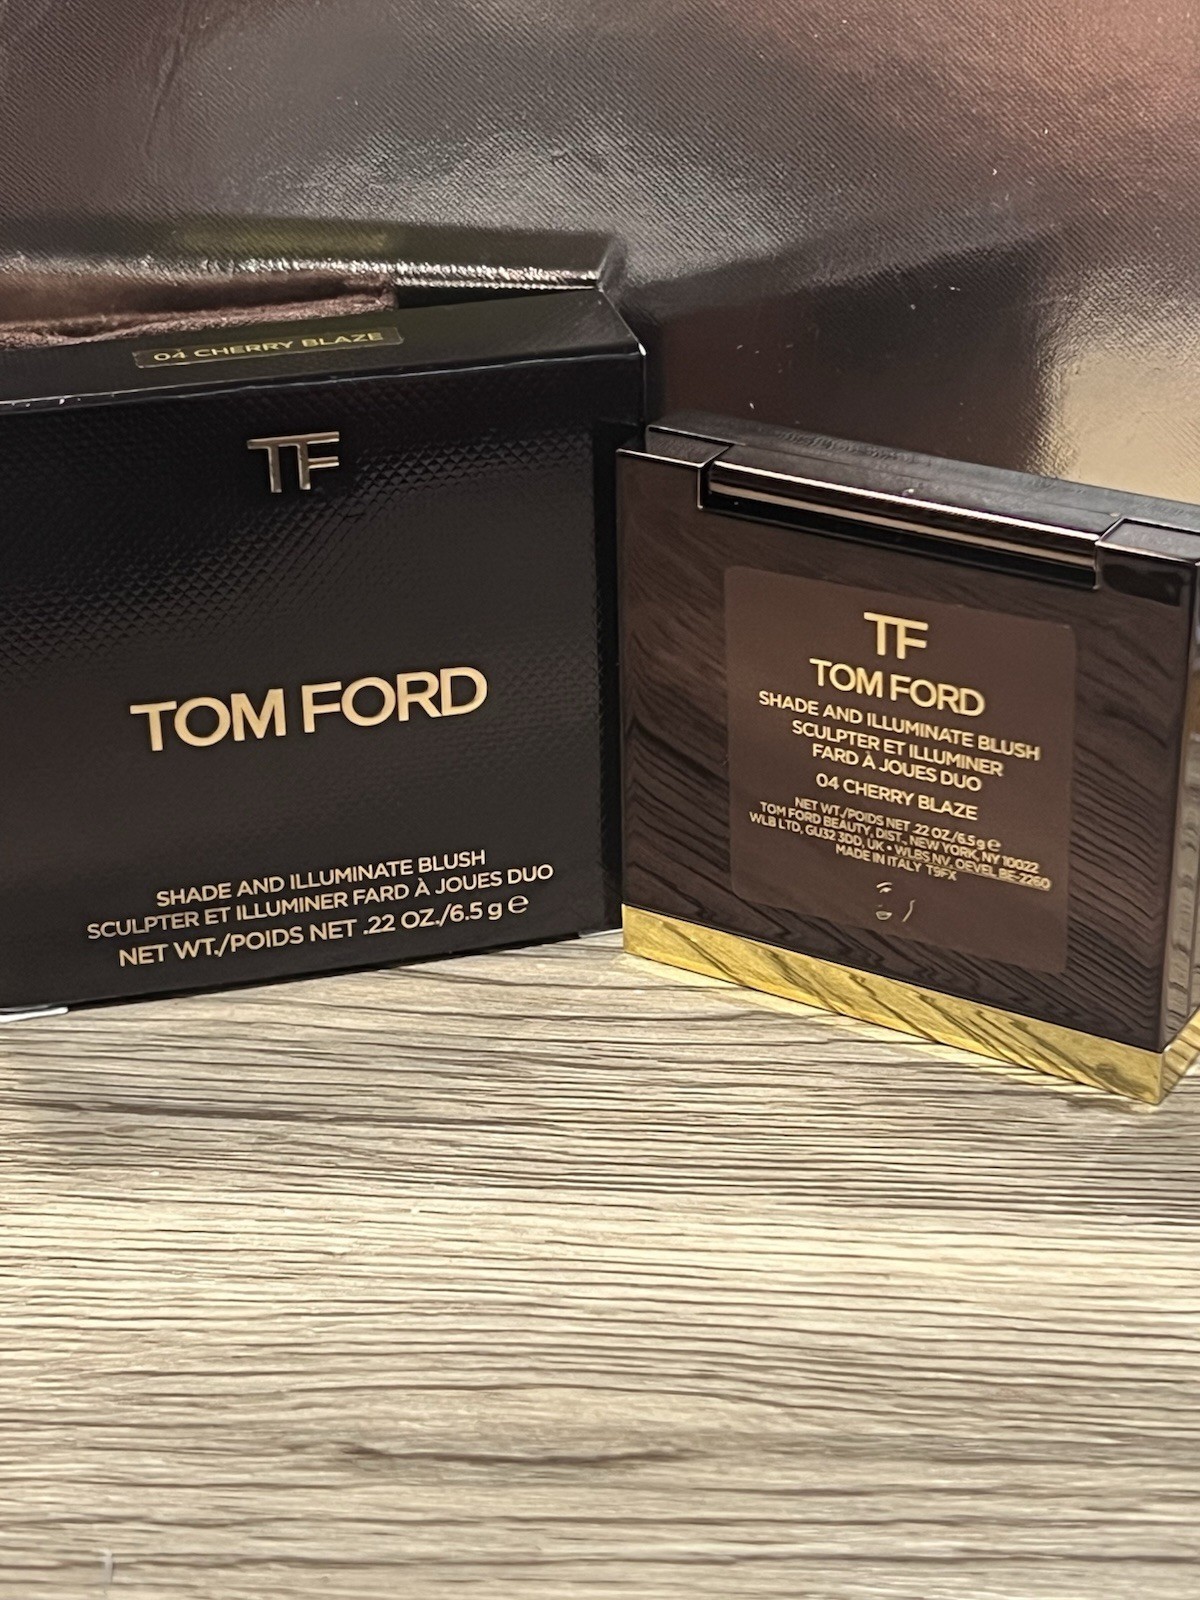 04 CHERRY BLAZE
TF
TOM FORD
SHADE AND ILLUMINATE BLUSH
SCULPTER ET ILLUMINER FARD À JOUES DUO
NET WT./POIDS NET .22 OZ./6.5 g ℮
TF
TOM FORD
SHADE AND ILLUMINATE BLUSH
SCULPTER ET ILLUMINER
FARD À JOUES DUO
04 CHERRY BLAZE
NET WT./POIDS NET .22 OZ./6.5 g ℮
TOM FORD BEAUTY, DIST., NEW YORK, NY 10022
WLB LTD, GU32 3DD, UK • WLBS NV, OEVEL BE-2260
MADE IN ITALY T9FX